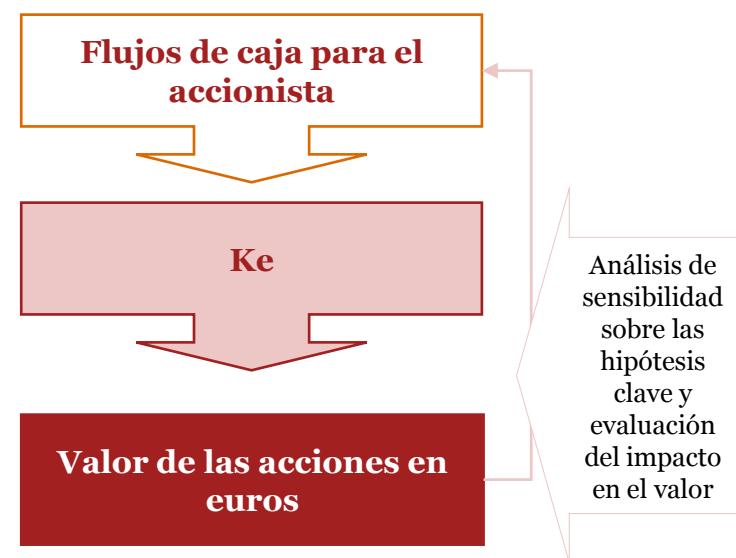 Flujos de caja para el
accionista
Ke
Valor de las acciones en
euros
Análisis de
sensibilidad
sobre las
hipótesis
clave y
evaluación
del impacto
en el valor